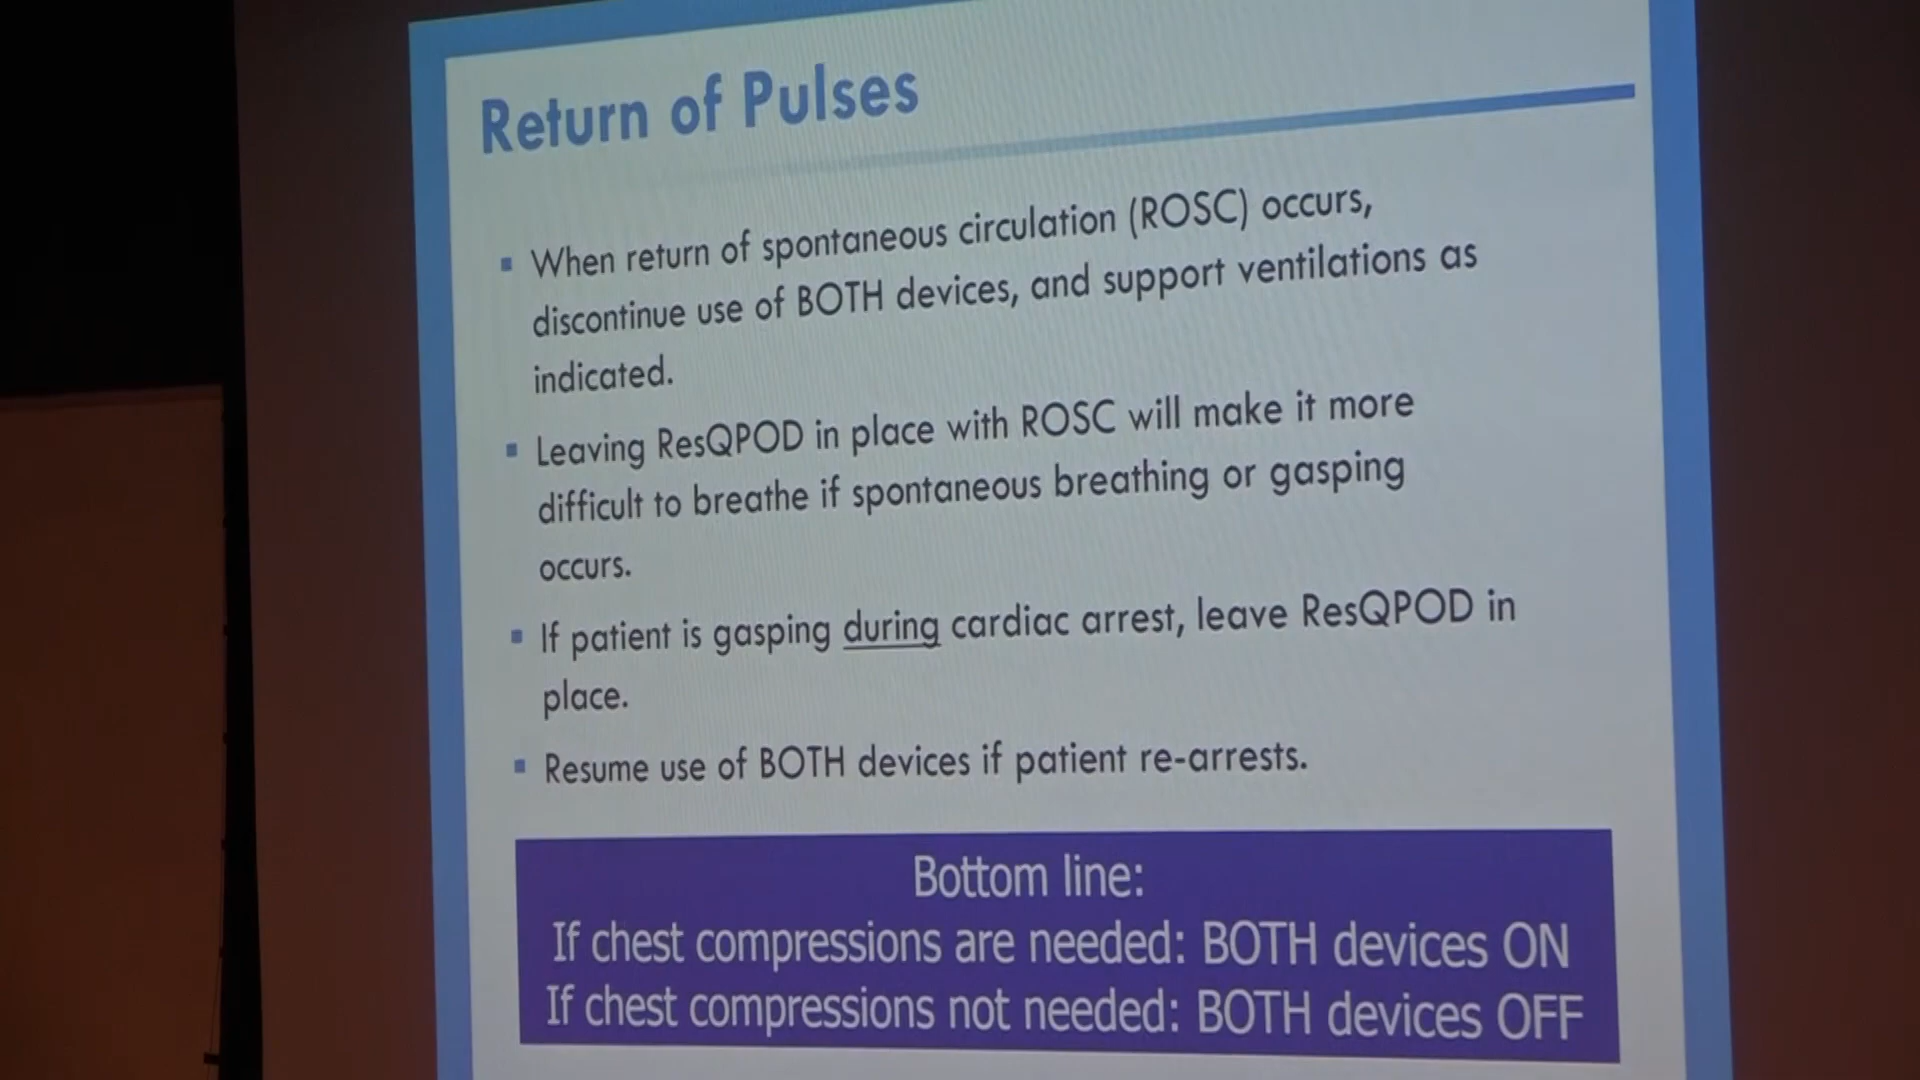 Return of Pulses
▪ When return of spontaneous circulation (ROSC) occurs,
discontinue use of BOTH devices, and support ventilations as
indicated.
▪ Leaving ResQPOD in place with ROSC will make it more
difficult to breathe if spontaneous breathing or gasping
occurs.
▪ If patient is gasping during cardiac arrest, leave ResQPOD in
place.
▪ Resume use of BOTH devices if patient re-arrests.
Bottom line:
If chest compressions are needed: BOTH devices ON
If chest compressions not needed: BOTH devices OFF